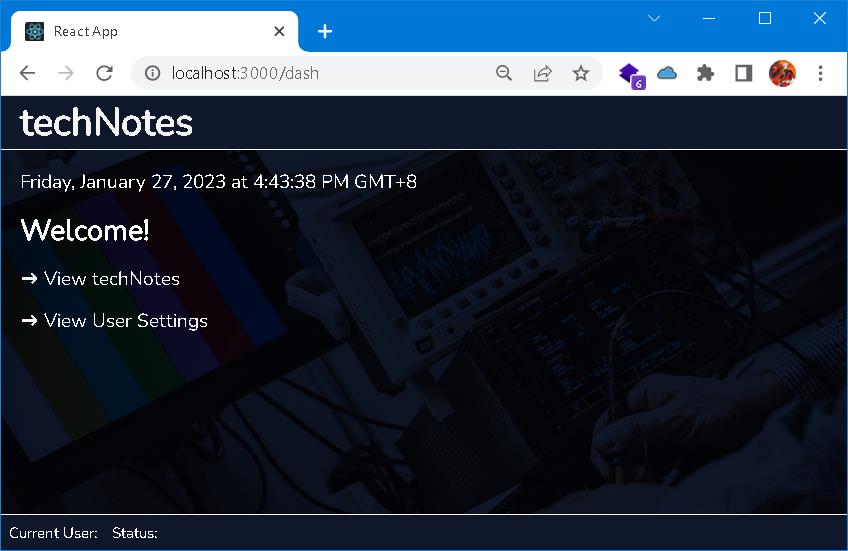 React App
localhost:3000/dash
6
techNotes
Friday, January 27, 2023 at 4:43:38 PM GMT+8
Welcome!
➜ View techNotes
➜ View User Settings
Current User: Status: